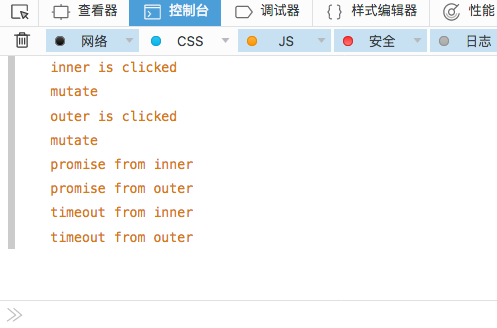 查看器 控制台 调试器 样式编辑器 性能
网络 CSS JS 安全 日志
inner is clicked
mutate
outer is clicked
mutate
promise from inner
promise from outer
timeout from inner
timeout from outer